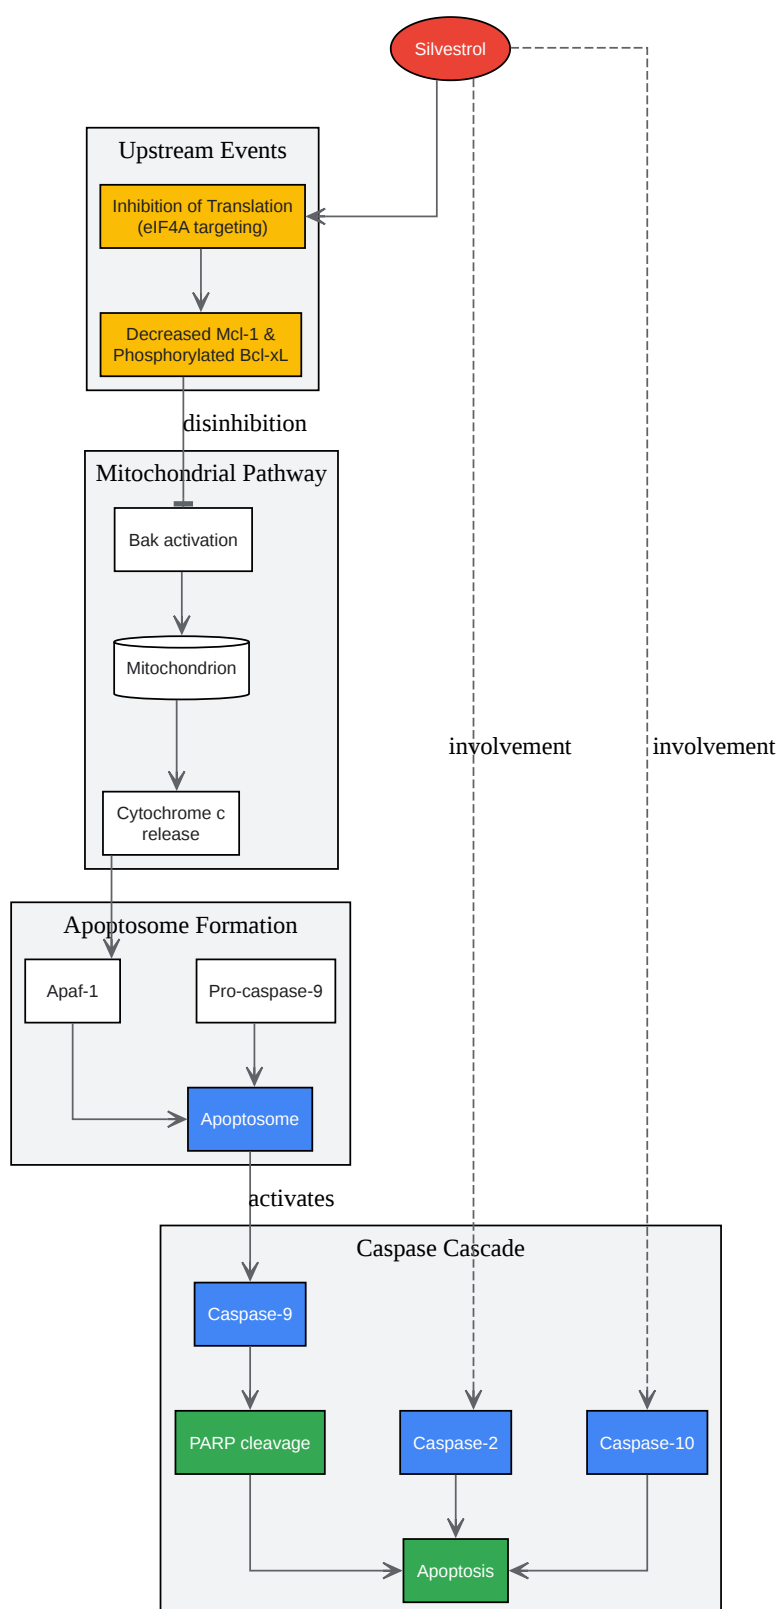 Silvestrol
Upstream Events
Inhibition of Translation
(eIF4A targeting)
Decreased Mcl-1 &
Phosphorylated Bcl-xL
disinhibition
Mitochondrial Pathway
Bak activation
Mitochondrion
involvement
involvement
Cytochrome c
release
Apoptosome Formation
Apaf-1
Pro-caspase-9
Apoptosome
activates
Caspase Cascade
Caspase-9
PARP cleavage
Caspase-2
Caspase-10
Apoptosis